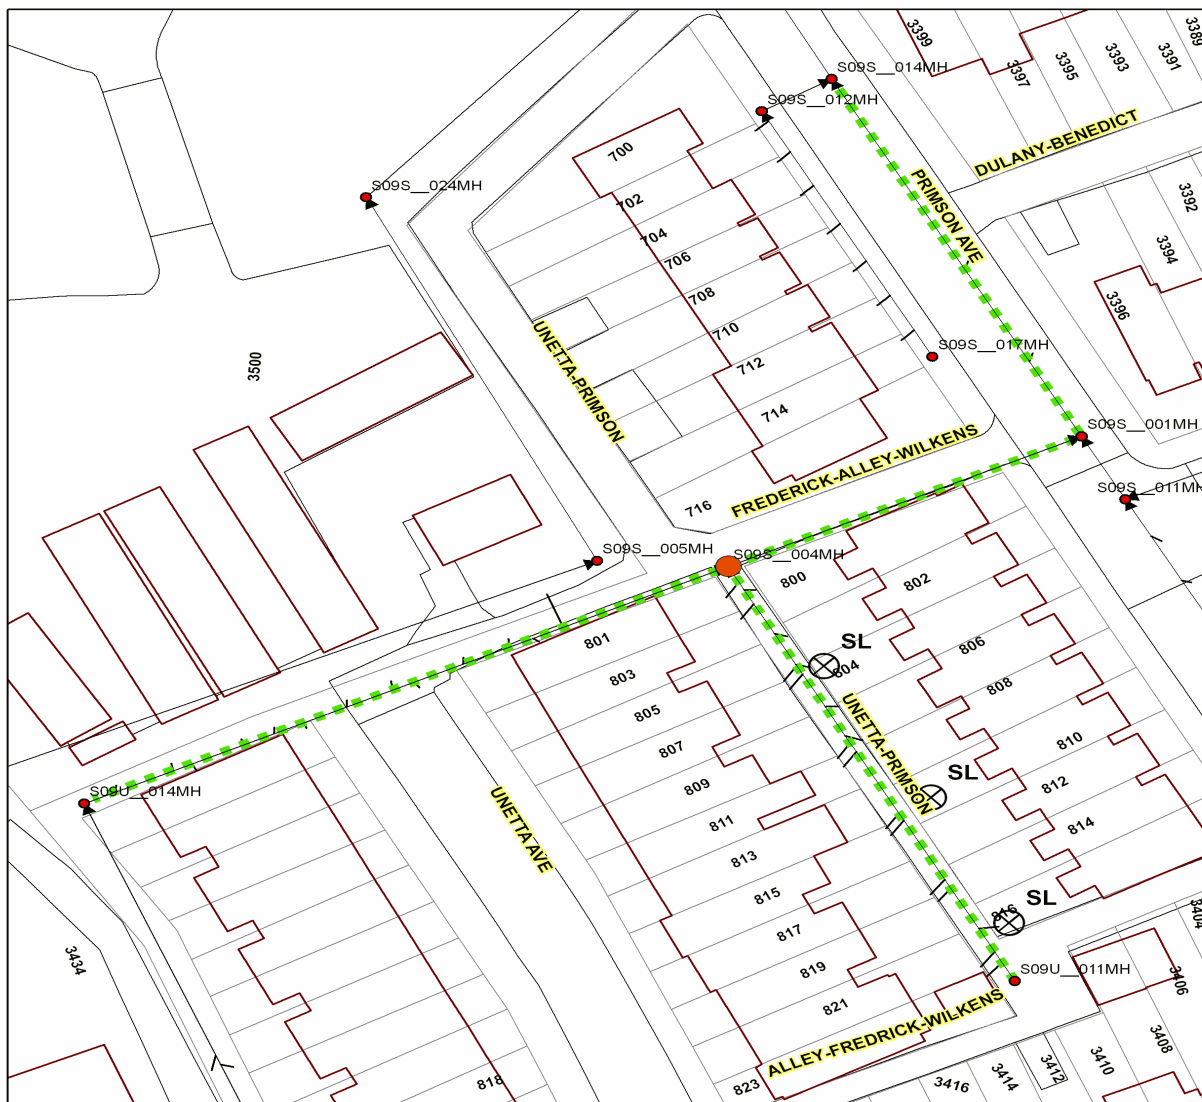 3399
3397
3395
3393
3391
3389
S09S__014MH
S09S__012MH
DULANY-BENEDICT
700
S09S__024MH
702
PRIMSON AVE
3392
704
3394
706
708
3396
710
UNETTA-PRIMSON
S09S__017MH
712
3500
714
S09S__001MH
FREDERICK-ALLEY-WILKENS
S09S__011MH
716
S09S__005MH
S09S__004MH
800
802
801
SL
806
803
804
808
805
UNETTA-PRIMSON
807
810
SL
809
812
S09U__014MH
811
814
UNETTA AVE
813
815
SL
816
3404
817
3434
819
S09U__011MH
3406
821
ALLEY-FREDRICK-WILKENS
3408
3410
3412
3414
3416
818
823